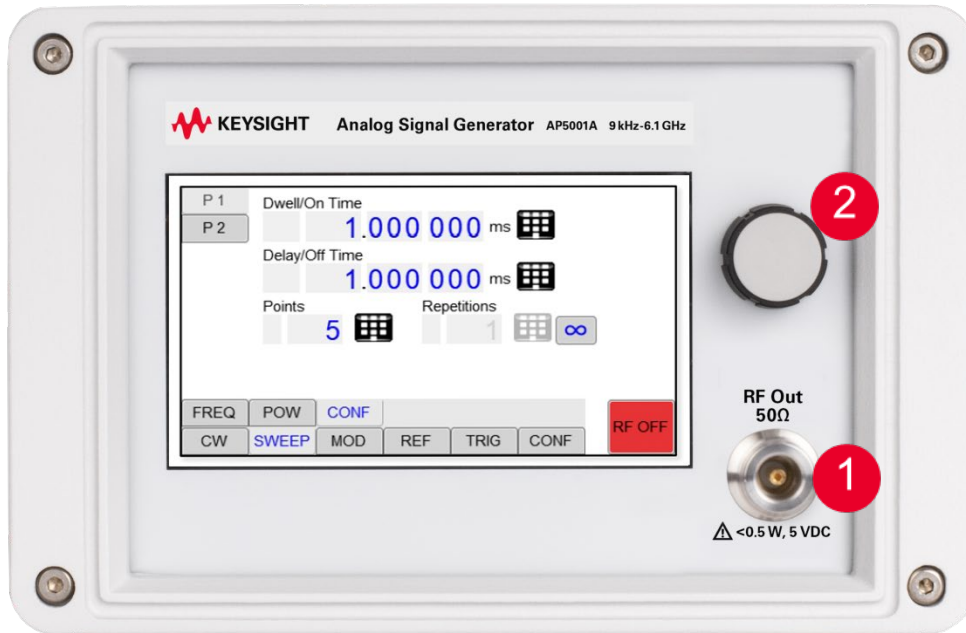 KEYSIGHT Analog Signal Generator AP5001A 9 kHz-6.1 GHz
2
P 1
P 2
Dwell/On Time
1.000 000 ms
Delay/Off Time
1.000 000 ms
Points Repetitions
5 1 ∞
FREQ POW CONF
CW SWEEP MOD REF TRIG CONF
RF OFF
RF Out
50Ω
1
⚠ <0.5 W, 5 VDC